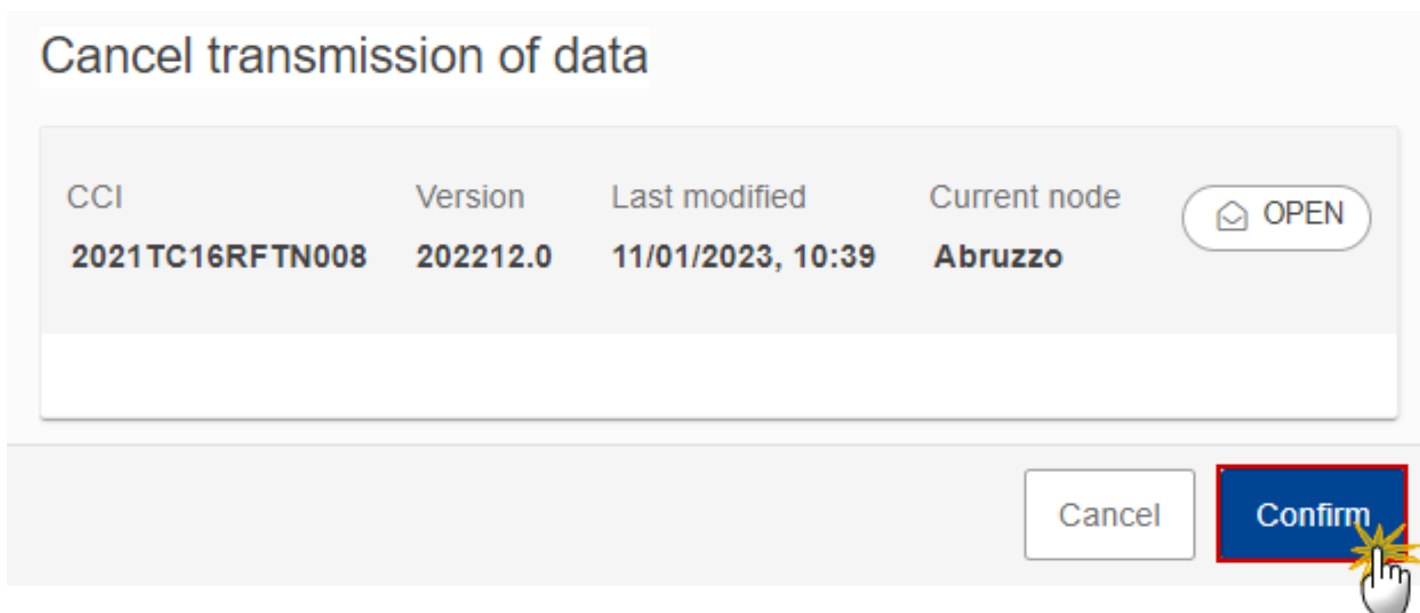 Cancel transmission of data
CCI Version Last modified Current node OPEN
2021TC16RFTN008 202212.0 11/01/2023, 10:39 Abruzzo
Cancel Confirm